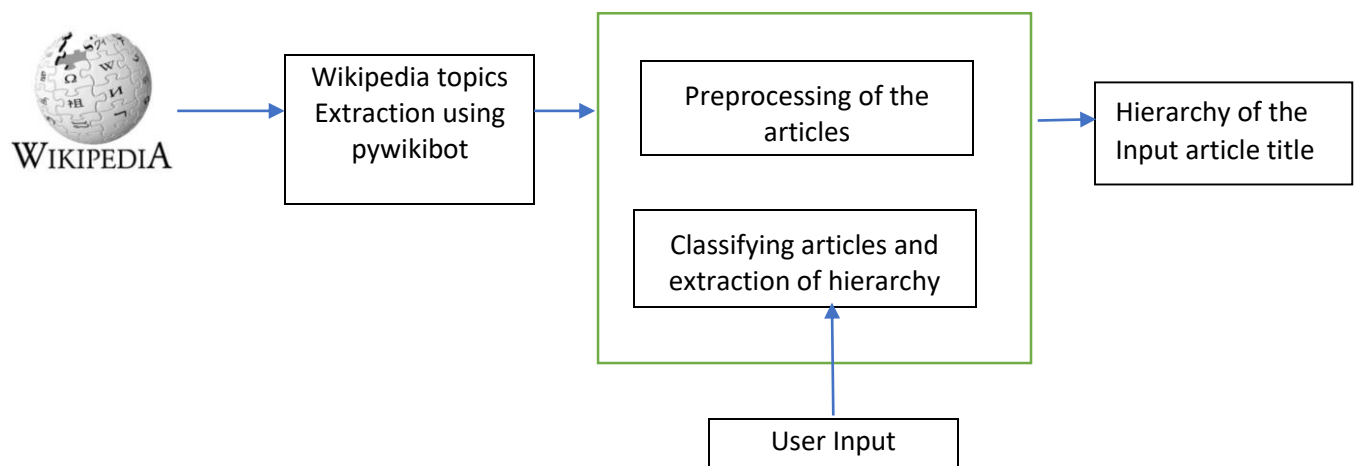 WIKIPEDIA
Wikipedia topics
Extraction using
pywikibot
Preprocessing of the
articles
Classifying articles and
extraction of hierarchy
Hierarchy of the
Input article title
User Input